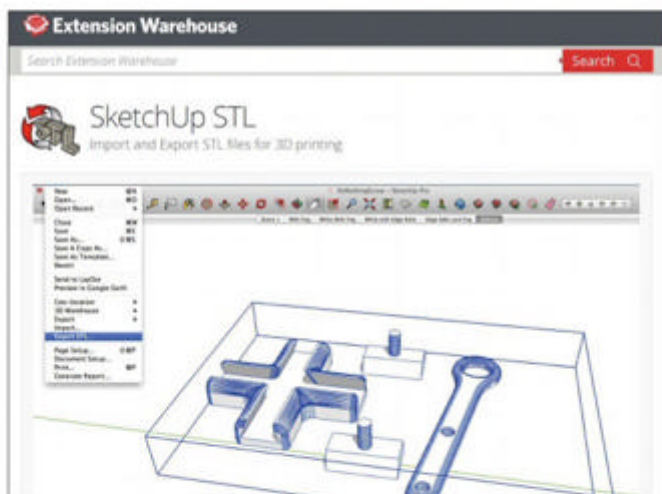 Extension Warehouse
Search Extension Warehouse
Search
SketchUp STL
Import and Export STL files for 3D printing
New
Open...
Open Recent
Close
Save
Save As...
Save A Copy As...
Save As Template...
Revert
Send to LayOut
Preview in Google Earth
Geo-location
3D Warehouse
Export
Import...
Export STL...
Page Setup...
Document Setup...
Print...
Generate Report...